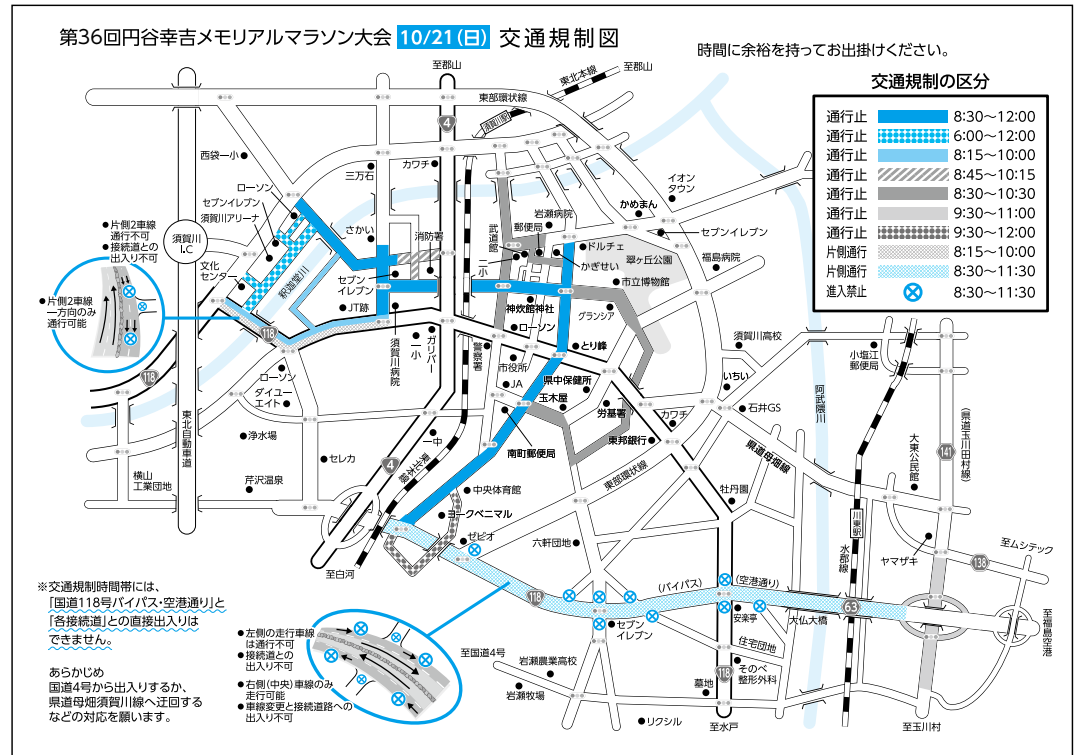 第36回円谷幸吉メモリアルマラソン大会 10/21(日) 交通規制図
時間に余裕を持ってお出掛けください。
交通規制の区分
通行止 8:30～12:00
通行止 6:00～12:00
通行止 8:15～10:00
通行止 8:45～10:15
通行止 8:30～10:30
通行止 9:30～11:00
通行止 9:30～12:00
片側通行 8:15～10:00
片側通行 8:30～11:30
進入禁止 8:30～11:30
至郡山
東北本線
至郡山
東部環状線
須賀川駅
4
西袋一小
三万石
カワチ
ローソン
セブンイレブン
須賀川アリーナ
さかい
消防署
武道館
岩瀬病院
郵便局
二小
かめまん
イオン
タウン
セブンイレブン
ドルチェ
かぎせい
翠ヶ丘公園
福島病院
市立博物館
須賀川
I.C
文化
センター
釈迦堂川
セブン
イレブン
JT跡
神炊館神社
グランシア
ローソン
とり峰
●片側2車線
通行不可
●接続道との
出入り不可
●片側2車線
一方向のみ
通行可能
118
118
須賀川病院
一小
ガリバー
警察署
市役所
JA
県中保健所
玉木屋
労基署
須賀川高校
いちい
石井GS
カワチ
小塩江
郵便局
阿武隈川
ローソン
ダイユー
エイト
東北自動車道
浄水場
セレカ
一中
南町郵便局
東邦銀行
県道母畑線
大東公民館
141
(県道玉川田村線)
横山
工業団地
芹沢温泉
4
東北本線
中央体育館
ヨークベニマル
ゼビオ
東部環状線
牡丹園
六軒団地
川東駅
水郡線
ヤマザキ
至ムシテック
138
至白河
118
(バイパス)
(空港通り)
63
安楽亭
大仏大橋
セブン
イレブン
住宅団地
そのべ
整形外科
118
墓地
至国道4号
岩瀬農業高校
岩瀬牧場
リクシル
至水戸
至玉川村
至福島空港
※交通規制時間帯には、
「国道118号バイパス・空港通り」と
「各接続道」との直接出入りは
できません。
あらかじめ
国道4号から出入りするか、
県道母畑須賀川線へ迂回する
などの対応を願います。
●左側の走行車線
は通行不可
●接続道との
出入り不可
●右側(中央)車線のみ
走行可能
●車線変更と接続道路への
出入り不可